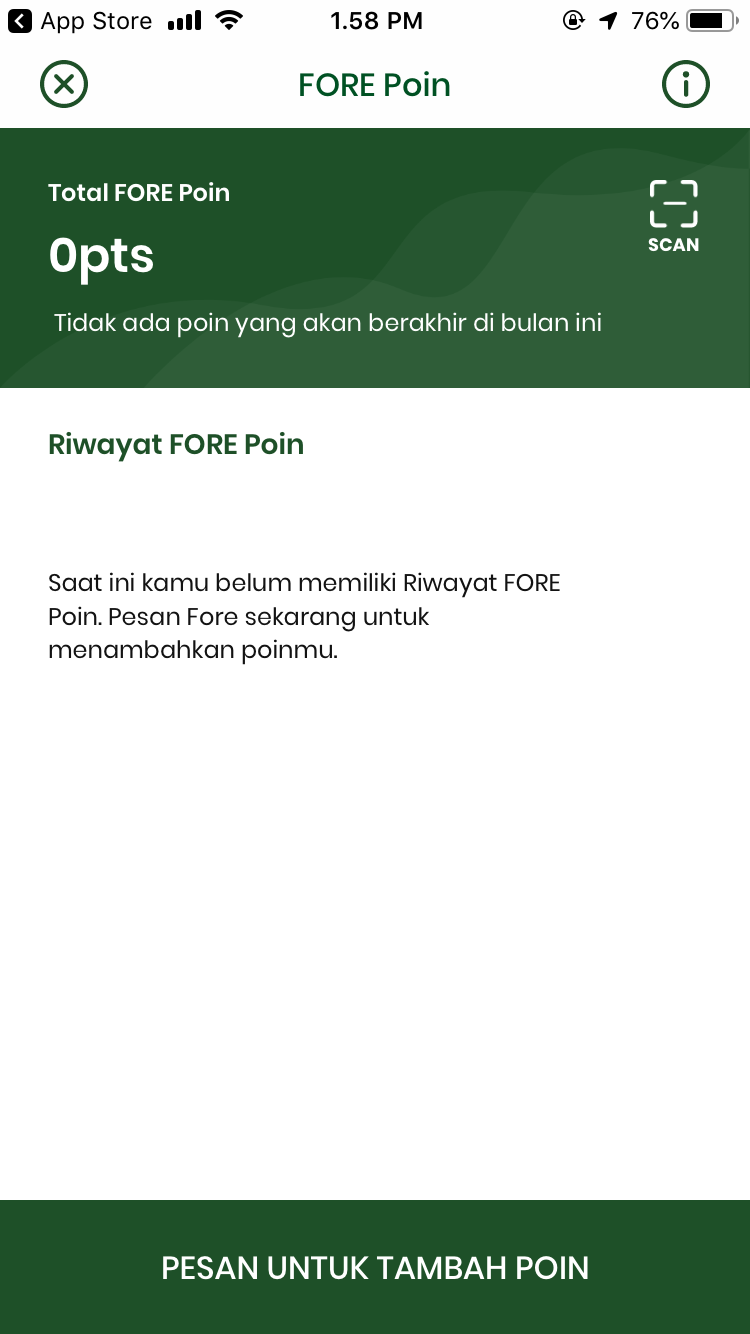 App Store
1.58 PM
76%
FORE Poin
Total FORE Poin
0pts
SCAN
Tidak ada poin yang akan berakhir di bulan ini
Riwayat FORE Poin
Saat ini kamu belum memiliki Riwayat FORE
Poin. Pesan Fore sekarang untuk
menambahkan poinmu.
PESAN UNTUK TAMBAH POIN